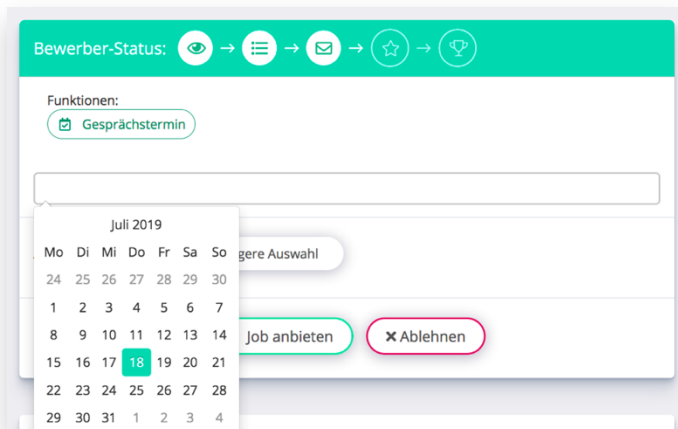 Bewerber-Status:
Funktionen:
Gesprächstermin
Juli 2019
Mo Di Mi Do Fr Sa So
24 25 26 27 28 29 30
1 2 3 4 5 6 7
8 9 10 11 12 13 14
15 16 17 18 19 20 21
22 23 24 25 26 27 28
29 30 31 1 2 3 4
gere Auswahl
Job anbieten
Ablehnen